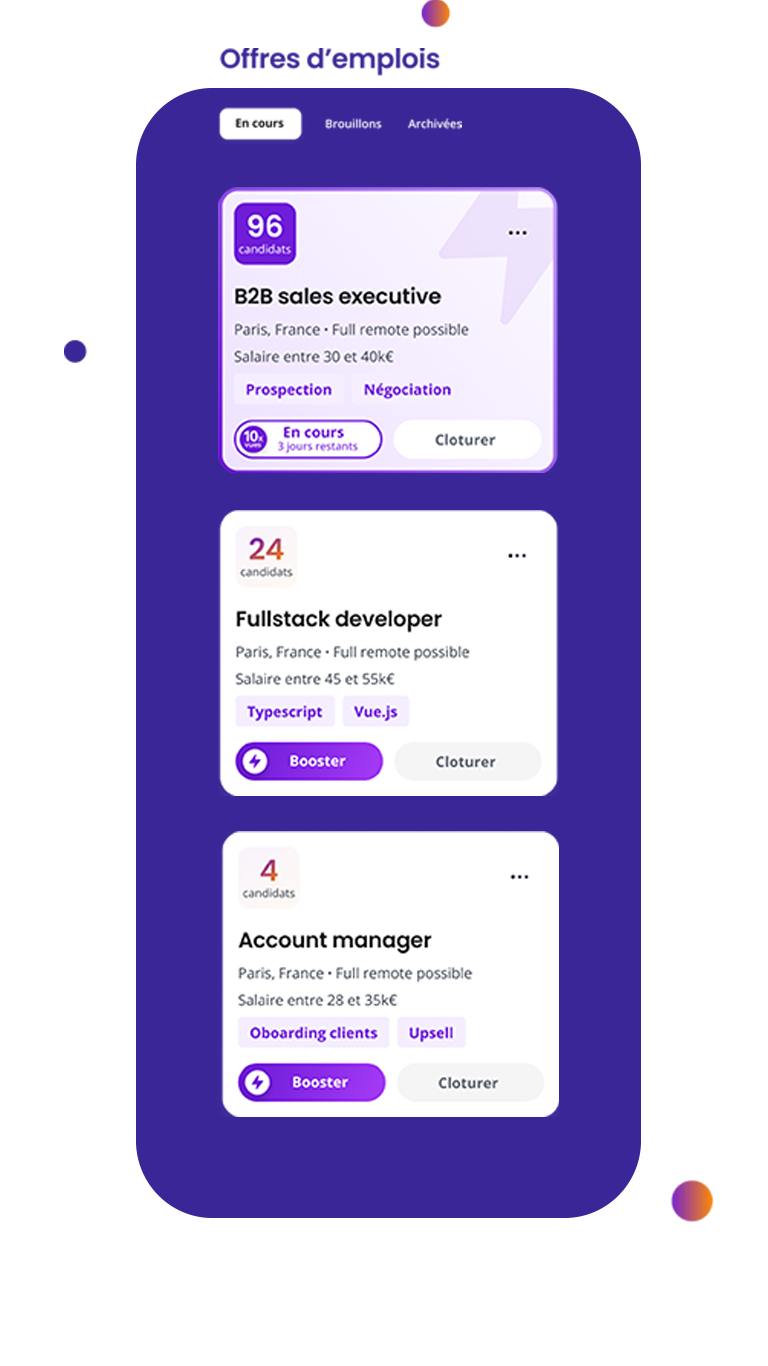 Offres d’emplois
En cours Brouillons Archivées
96
candidats
B2B sales executive
Paris, France • Full remote possible
Salaire entre 30 et 40k€
Prospection Négociation
10x
vues
En cours
3 jours restants
Cloturer
24
candidats
Fullstack developer
Paris, France • Full remote possible
Salaire entre 45 et 55k€
Typescript Vue.js
Booster Cloturer
4
candidats
Account manager
Paris, France • Full remote possible
Salaire entre 28 et 35k€
Oboarding clients Upsell
Booster Cloturer